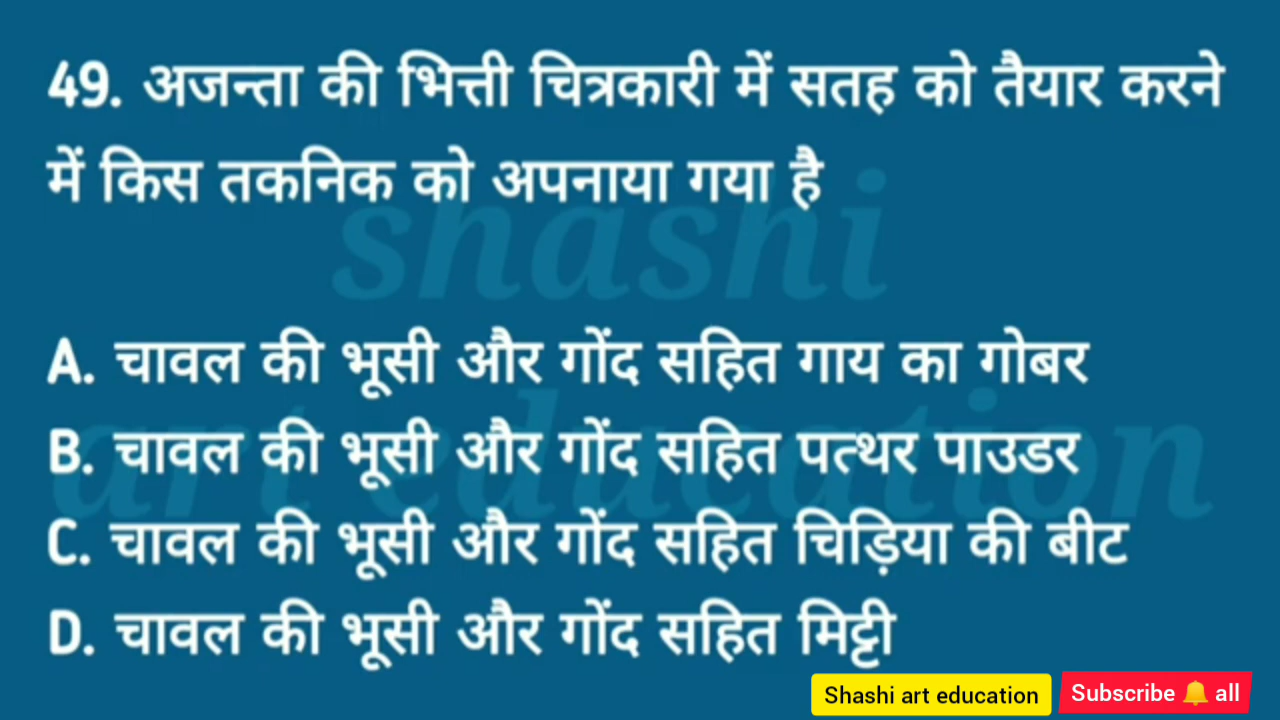 49. अजन्ता की भित्ती चित्रकारी में सतह को तैयार करने
में किस तकनिक को अपनाया गया है
shashi
A. चावल की भूसी और गोंद सहित गाय का गोबर
art education
B. चावल की भूसी और गोंद सहित पत्थर पाउडर
C. चावल की भूसी और गोंद सहित चिड़िया की बीट
D. चावल की भूसी और गोंद सहित मिट्टी
Shashi art education
Subscribe 🔔 all